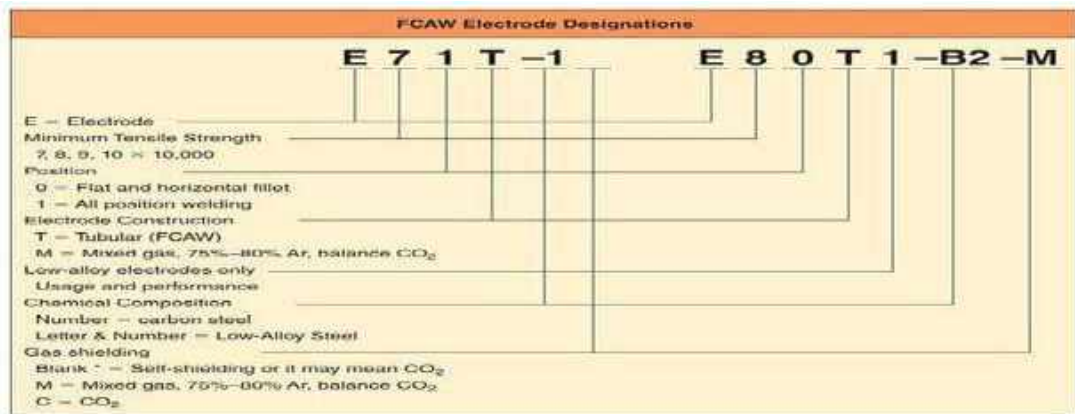 FCAW Electrode Designations
E 7 1 T –1 E 8 0 T 1 –B2 –M
E = Electrode
Minimum Tensile Strength
7, 8, 9, 10 × 10,000
Position
0 = Flat and horizontal fillet
1 = All position welding
Electrode Construction
T = Tubular (FCAW)
M = Mixed gas, 75%–80% Ar, balance CO₂
Low-alloy electrodes only
Usage and performance
Chemical Composition
Number = carbon steel
Letter & Number = Low-Alloy Steel
Gas shielding
Blank * = Self-shielding or it may mean CO₂
M = Mixed gas, 75%–80% Ar, balance CO₂
C = CO₂